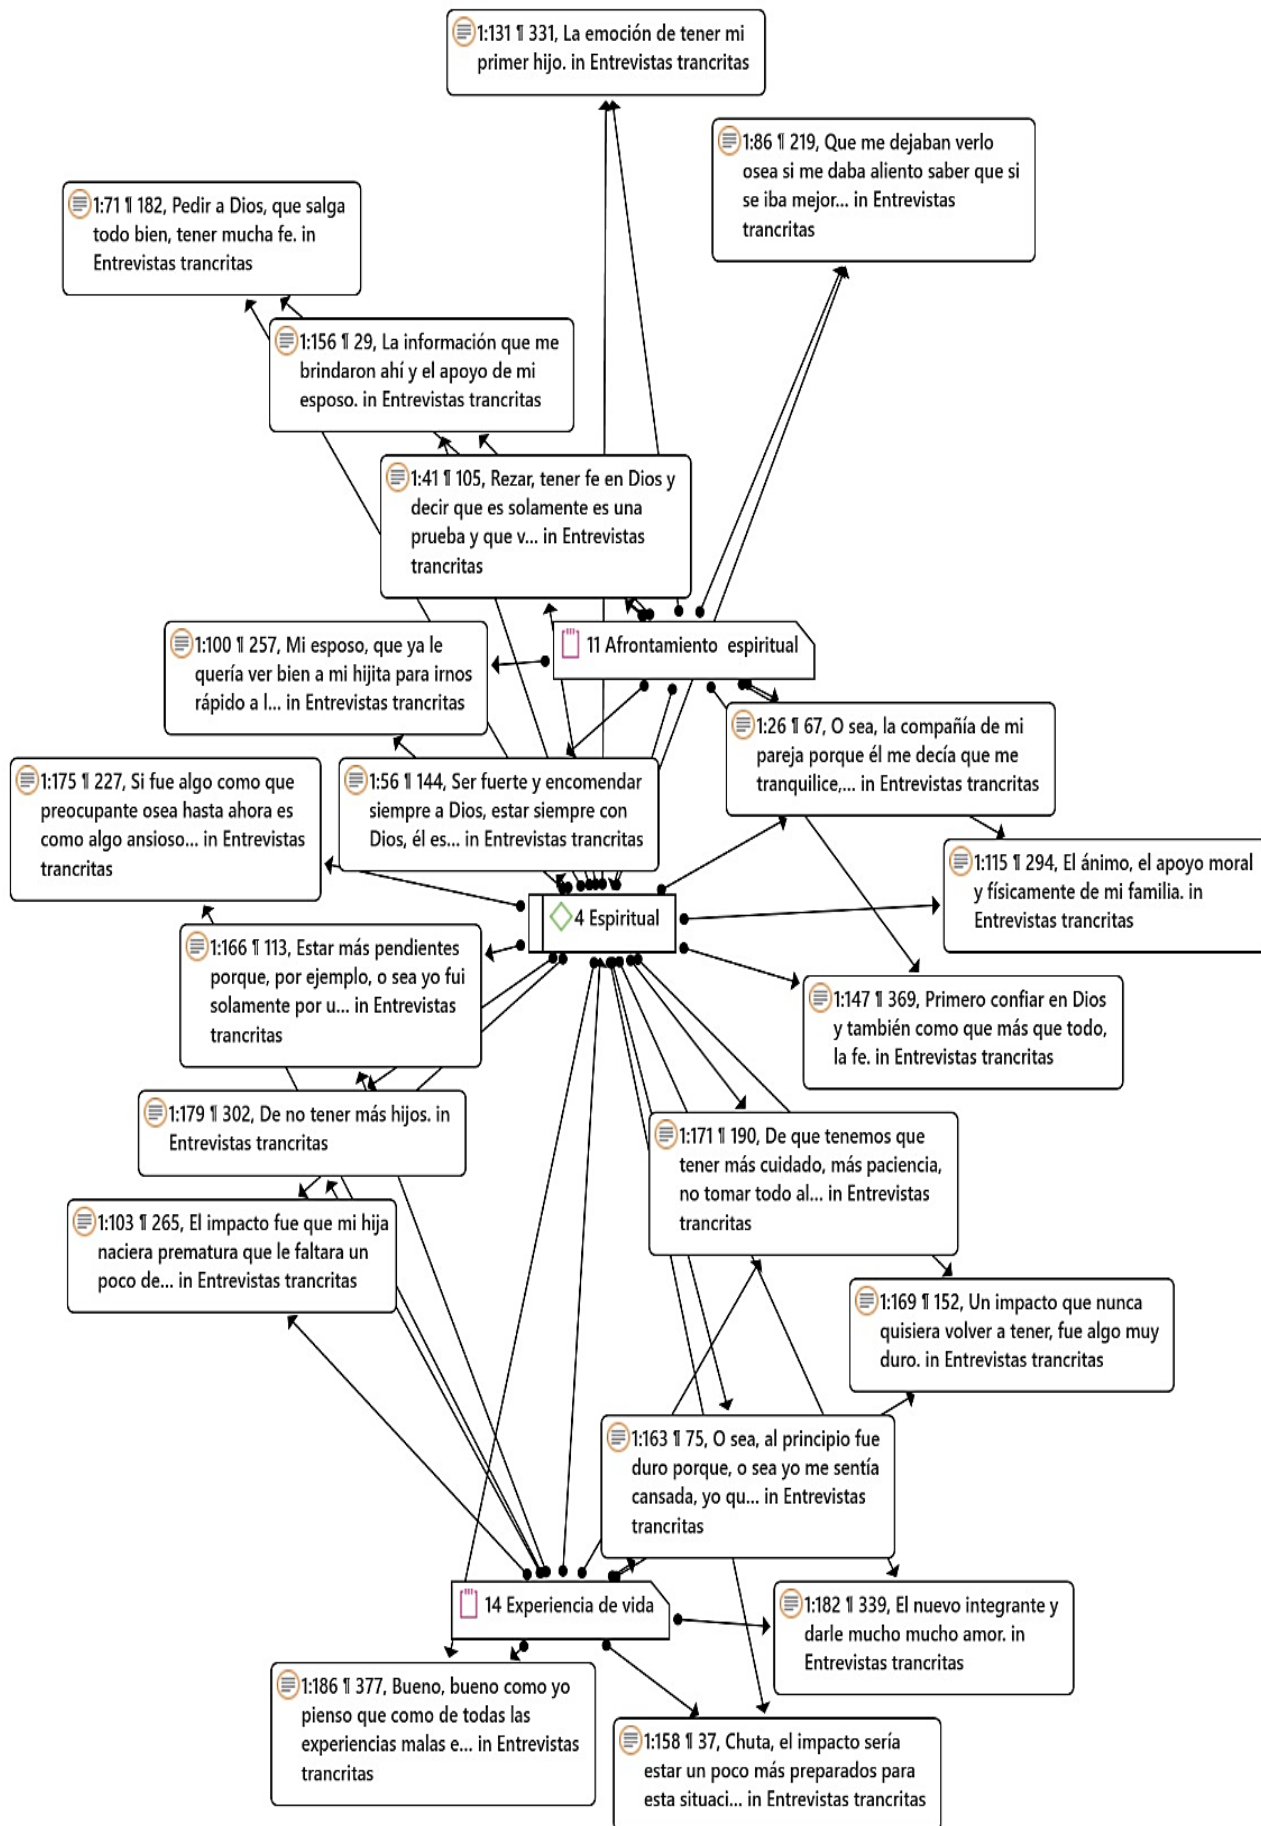 1:131 ¶ 331, La emoción de tener mi
primer hijo. in Entrevistas trancritas
1:86 ¶ 219, Que me dejaban verlo
osea si me daba aliento saber que si
se iba mejor... in Entrevistas
trancritas
1:71 ¶ 182, Pedir a Dios, que salga
todo bien, tener mucha fe. in
Entrevistas trancritas
1:156 ¶ 29, La información que me
brindaron ahí y el apoyo de mi
esposo. in Entrevistas trancritas
1:41 ¶ 105, Rezar, tener fe en Dios y
decir que es solamente es una
prueba y que v... in Entrevistas
trancritas
11 Afrontamiento espiritual
1:100 ¶ 257, Mi esposo, que ya le
quería ver bien a mi hijita para irnos
rápido a l... in Entrevistas trancritas
1:26 ¶ 67, O sea, la compañía de mi
pareja porque él me decía que me
tranquilice,... in Entrevistas trancritas
1:175 ¶ 227, Si fue algo como que
preocupante osea hasta ahora es
como algo ansioso... in Entrevistas
trancritas
1:56 ¶ 144, Ser fuerte y encomendar
siempre a Dios, estar siempre con
Dios, él es... in Entrevistas trancritas
1:115 ¶ 294, El ánimo, el apoyo moral
y físicamente de mi familia. in
Entrevistas trancritas
4 Espiritual
1:166 ¶ 113, Estar más pendientes
porque, por ejemplo, o sea yo fui
solamente por u... in Entrevistas
trancritas
1:147 ¶ 369, Primero confiar en Dios
y también como que más que todo,
la fe. in Entrevistas trancritas
1:179 ¶ 302, De no tener más hijos. in
Entrevistas trancritas
1:171 ¶ 190, De que tenemos que
tener más cuidado, más paciencia,
no tomar todo al... in Entrevistas
trancritas
1:103 ¶ 265, El impacto fue que mi hija
naciera prematura que le faltara un
poco de... in Entrevistas trancritas
1:169 ¶ 152, Un impacto que nunca
quisiera volver a tener, fue algo muy
duro. in Entrevistas trancritas
1:163 ¶ 75, O sea, al principio fue
duro porque, o sea yo me sentía
cansada, yo qu... in Entrevistas
trancritas
14 Experiencia de vida
1:182 ¶ 339, El nuevo integrante y
darle mucho mucho amor. in
Entrevistas trancritas
1:186 ¶ 377, Bueno, bueno como yo
pienso que como de todas las
experiencias malas e... in Entrevistas
trancritas
1:158 ¶ 37, Chuta, el impacto sería
estar un poco más preparados para
esta situaci... in Entrevistas trancritas